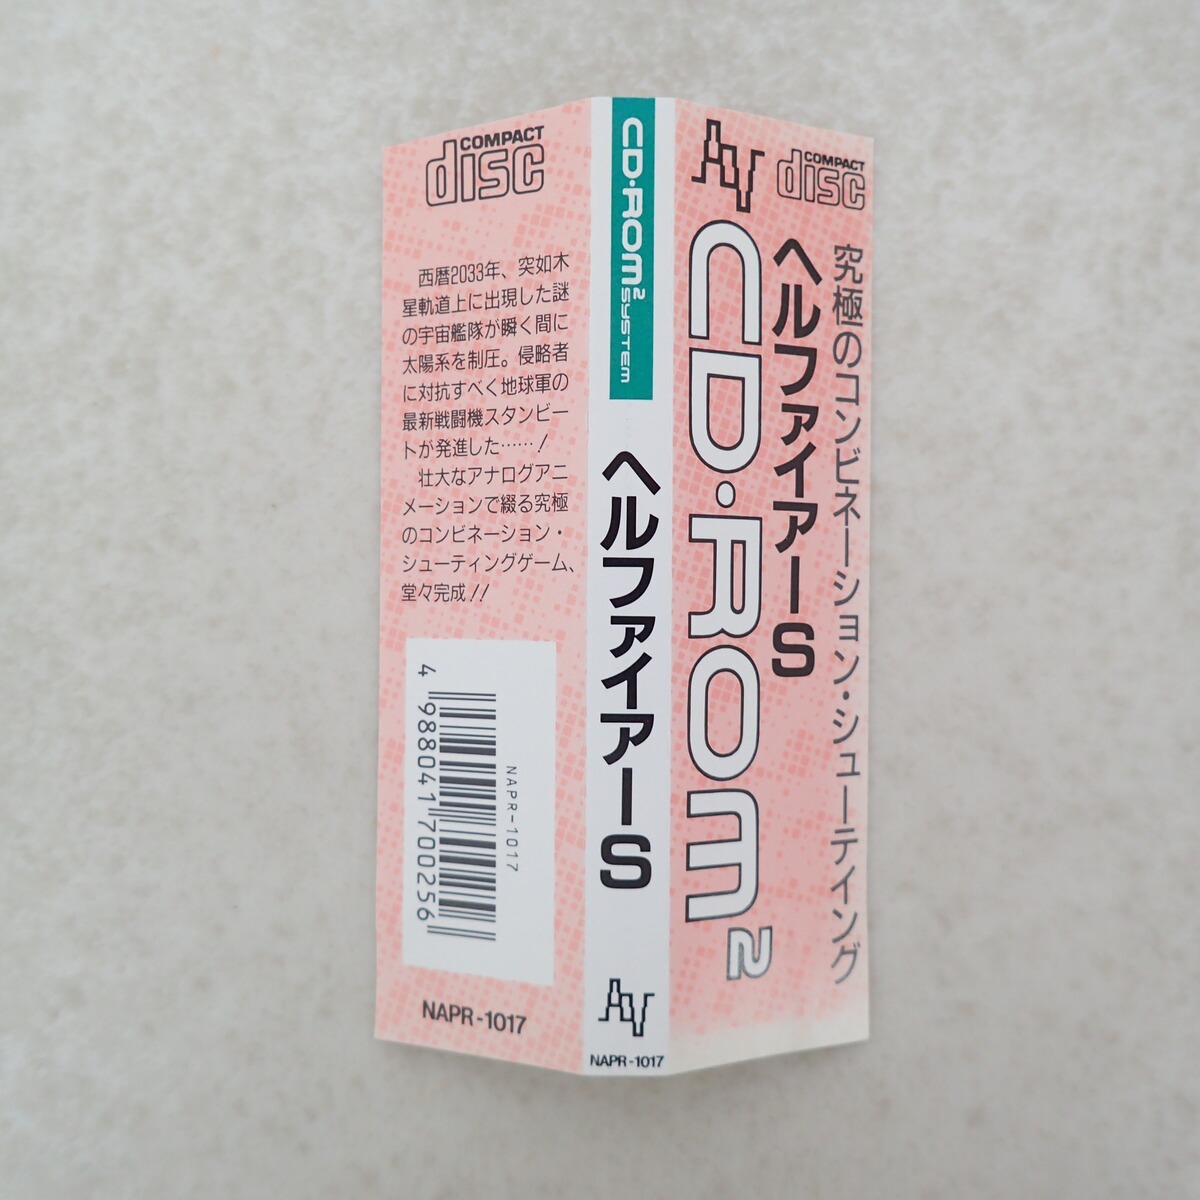 COMPACT
disc
西暦2033年、突如木
星軌道上に出現した謎
の宇宙艦隊が瞬く間に
太陽系を制圧。侵略者
に対抗すべく地球軍の
最新戦闘機スタンビー
トが発進した……！
壮大なアナログアニ
メーションで綴る究極
のコンビネーション・
シューティングゲーム、
堂々完成！！
NAPR-1017
4 988041 700256
NAPR-1017
CD・ROM² SYSTEM
ヘルファイアーS
AV
NAPR-1017
AV
COMPACT
disc
究極のコンビネーション・シューティング
ヘルファイアーS
CD・ROM²